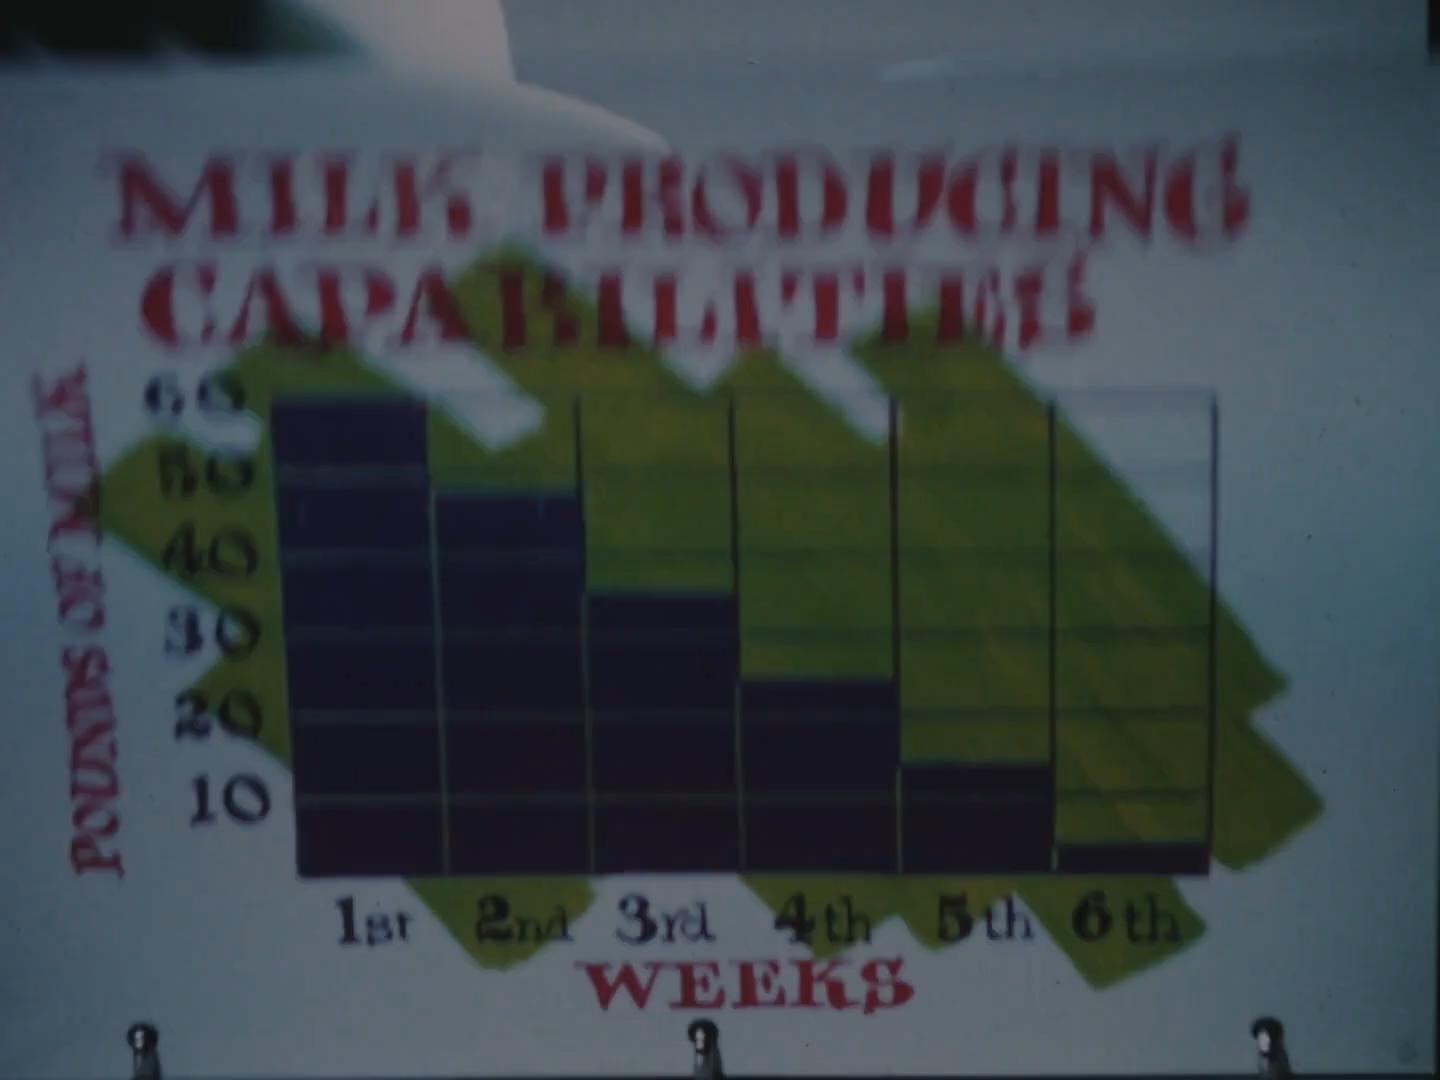 MILK PRODUCING
CAPABILITIES
POUNDS OF MILK
60
50
40
30
20
10
1st 2nd 3rd 4th 5th 6th
WEEKS